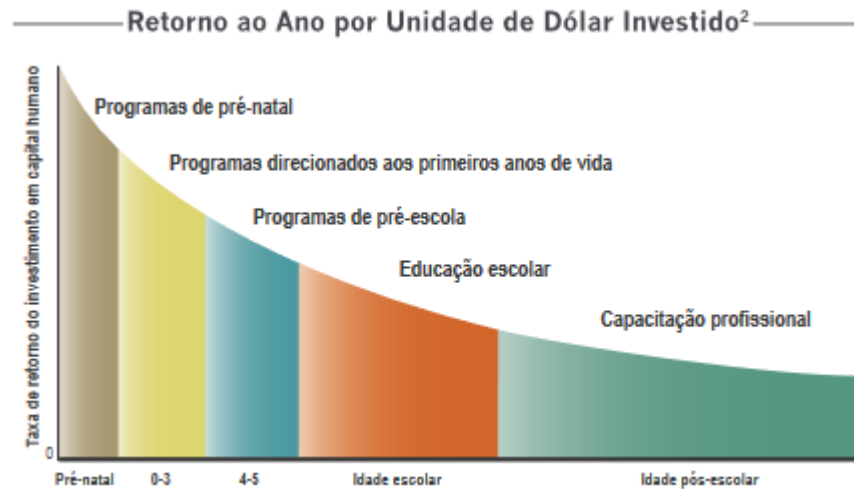 Retorno ao Ano por Unidade de Dólar Investido²
Taxa de retorno do investimento em capital humano
Programas de pré-natal
Programas direcionados aos primeiros anos de vida
Programas de pré-escola
Educação escolar
Capacitação profissional
0
Pré-natal 0-3 4-5 Idade escolar Idade pós-escolar